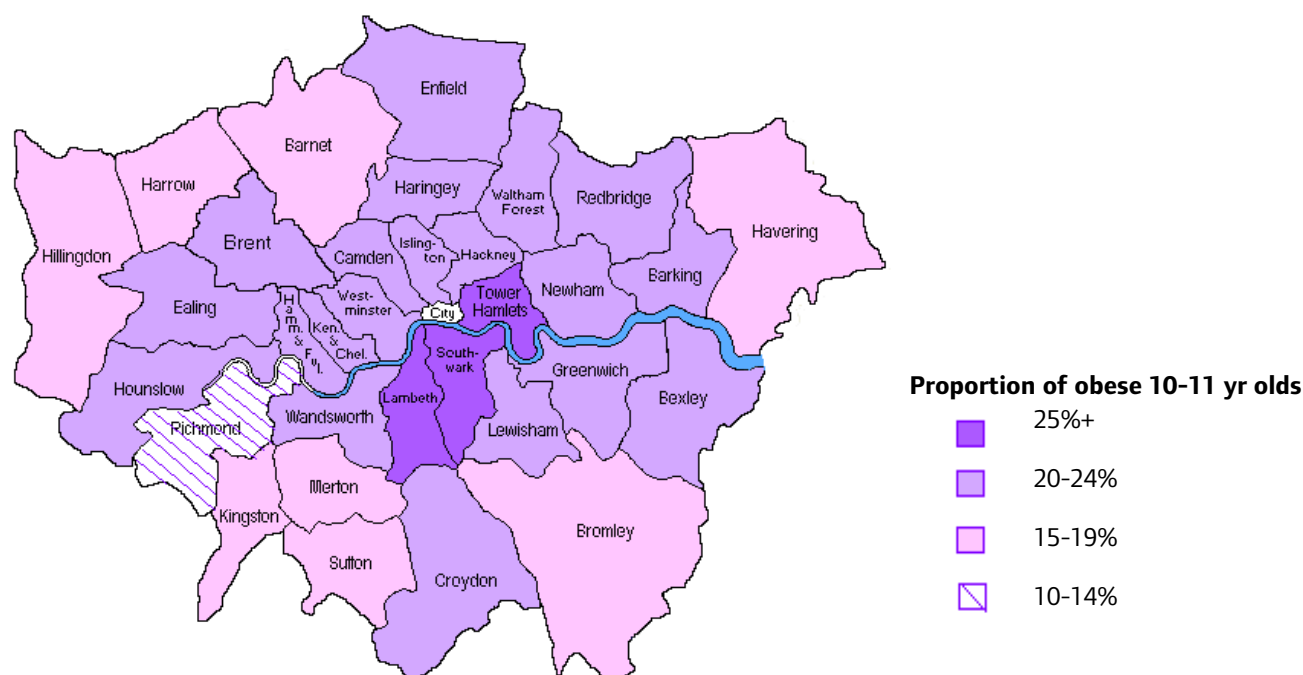 Enfield
Barnet
Harrow
Haringey
Waltham
Forest
Redbridge
Havering
Hillingdon
Brent
Camden
Isling-
ton
Hackney
Barking
Ealing
West-
minster
City
Tower
Hamlets
Newham
Hamm. & Ful.
Ken.
&
Chel.
South-
wark
Greenwich
Hounslow
Lambeth
Bexley
Richmond
Wandsworth
Lewisham
Merton
Kingston
Bromley
Sutton
Croydon
Proportion of obese 10-11 yr olds
25%+
20-24%
15-19%
10-14%